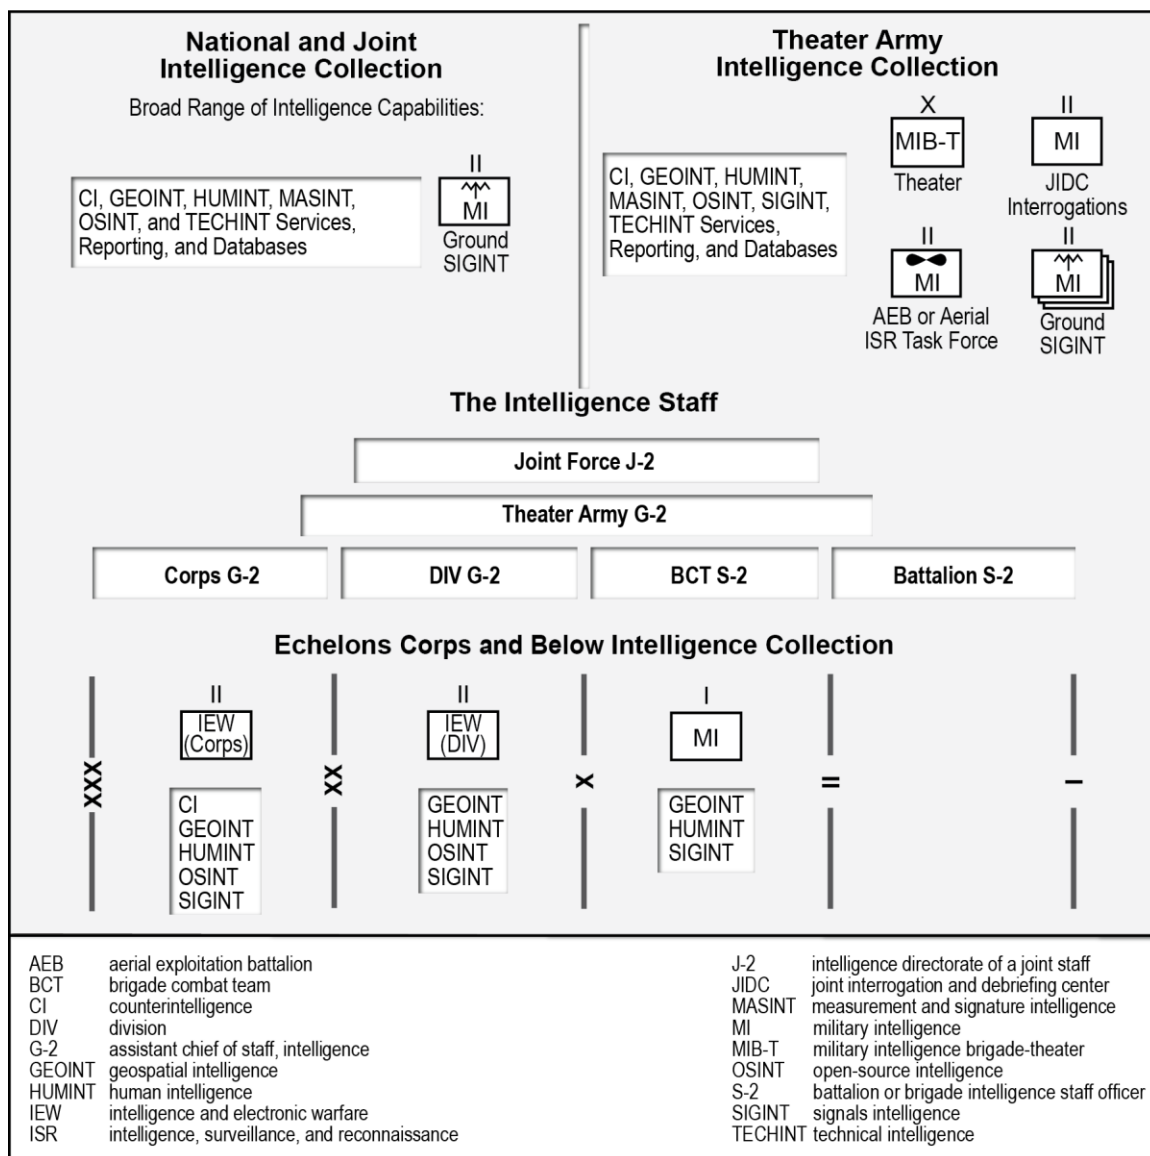 National and Joint
Intelligence Collection
Broad Range of Intelligence Capabilities:
CI, GEOINT, HUMINT, MASINT,
OSINT, and TECHINT Services,
Reporting, and Databases
II
MI
Ground
SIGINT
Theater Army
Intelligence Collection
CI, GEOINT, HUMINT,
MASINT, OSINT, SIGINT,
TECHINT Services,
Reporting, and Databases
X
MIB-T
Theater
II
MI
JIDC
Interrogations
II
MI
AEB or Aerial
ISR Task Force
II
MI
Ground
SIGINT
The Intelligence Staff
Joint Force J-2
Theater Army G-2
Corps G-2
DIV G-2
BCT S-2
Battalion S-2
Echelons Corps and Below Intelligence Collection
XXX
II
IEW
(Corps)
CI
GEOINT
HUMINT
OSINT
SIGINT
XX
II
IEW
(DIV)
GEOINT
HUMINT
OSINT
SIGINT
X
I
MI
GEOINT
HUMINT
SIGINT
II
I
AEB aerial exploitation battalion
BCT brigade combat team
CI counterintelligence
DIV division
G-2 assistant chief of staff, intelligence
GEOINT geospatial intelligence
HUMINT human intelligence
IEW intelligence and electronic warfare
ISR intelligence, surveillance, and reconnaissance
J-2 intelligence directorate of a joint staff
JIDC joint interrogation and debriefing center
MASINT measurement and signature intelligence
MI military intelligence
MIB-T military intelligence brigade-theater
OSINT open-source intelligence
S-2 battalion or brigade intelligence staff officer
SIGINT signals intelligence
TECHINT technical intelligence